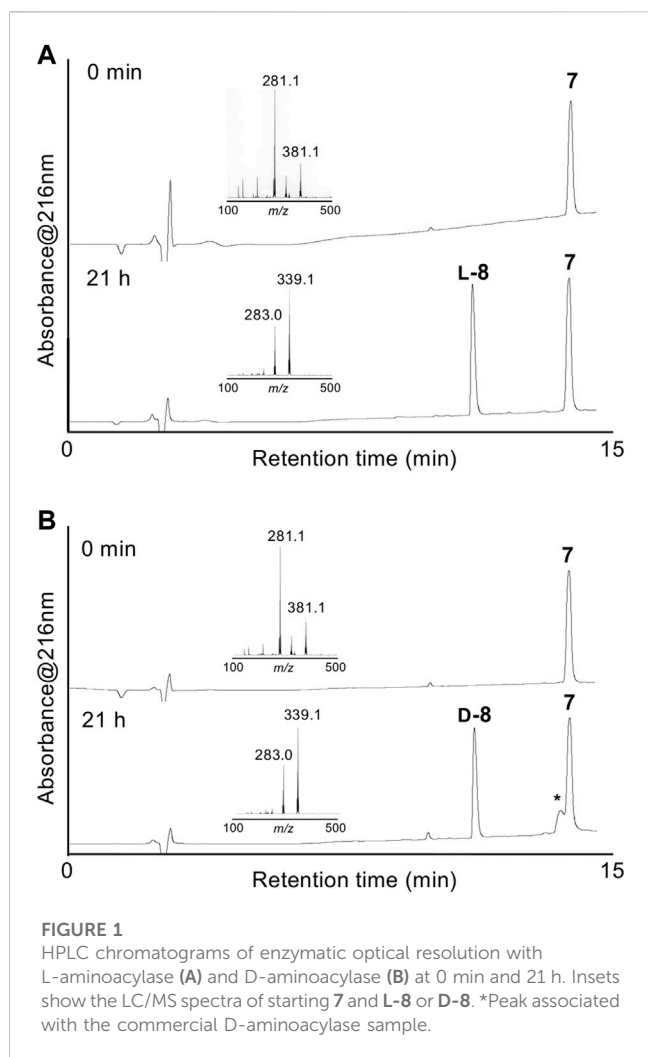 A
0 min
7
281.1
381.1
100
m/z
500
21 h
L-8
7
339.1
283.0
100
m/z
500
Absorbance@216nm
0
15
Retention time (min)
B
0 min
7
281.1
381.1
100
m/z
500
21 h
D-8
7
*
339.1
283.0
100
m/z
500
Absorbance@216nm
0
15
Retention time (min)
FIGURE 1
HPLC chromatograms of enzymatic optical resolution with
L-aminoacylase (A) and D-aminoacylase (B) at 0 min and 21 h. Insets
show the LC/MS spectra of starting 7 and L-8 or D-8. *Peak associated
with the commercial D-aminoacylase sample.